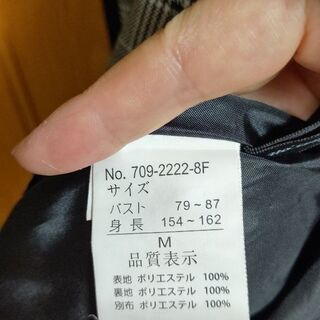 No. 709-2222-8F
サイズ
バスト 79~87
身長 154~162
M
品質表示
表地 ポリエステル 100%
裏地 ポリエステル 100%
別布 ポリエステル 100%